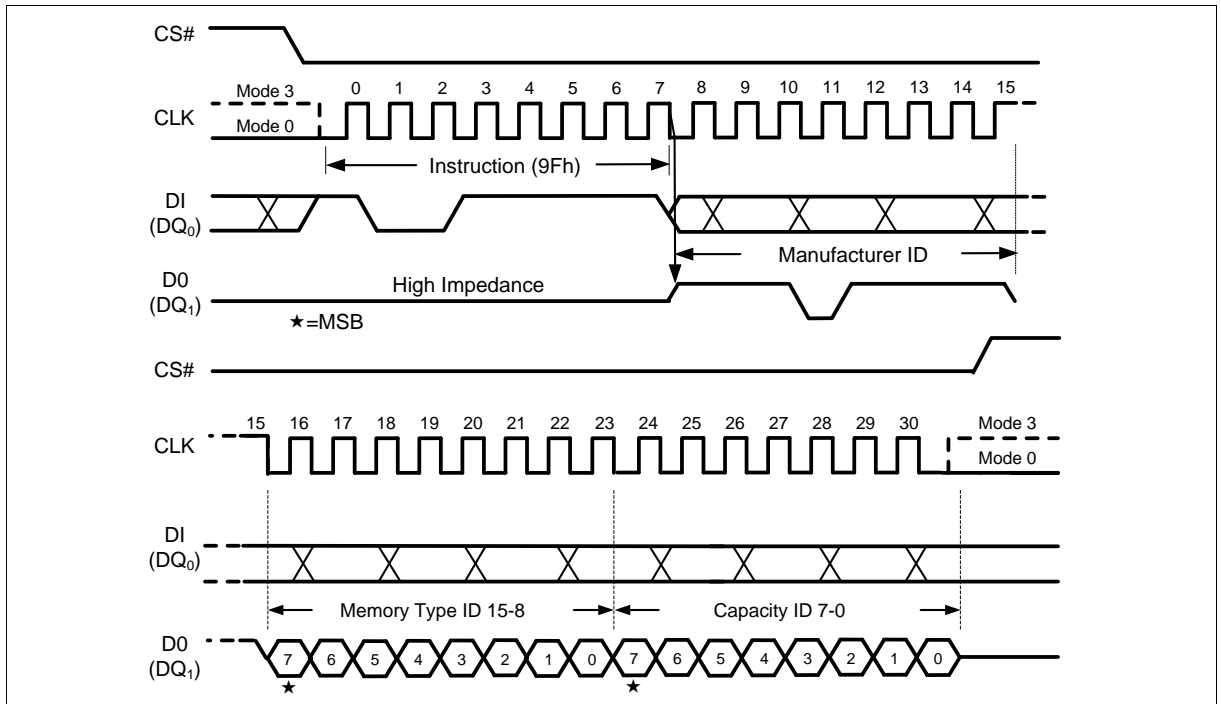 CS#
Mode 3 0 1 2 3 4 5 6 7 8 9 10 11 12 13 14 15
CLK
Mode 0
Instruction (9Fh)
DI
(DQ0)
Manufacturer ID
D0
(DQ1)
High Impedance
★=MSB
CS#
15 16 17 18 19 20 21 22 23 24 25 26 27 28 29 30 Mode 3
CLK
Mode 0
DI
(DQ0)
Memory Type ID 15-8 Capacity ID 7-0
D0
(DQ1)
7 6 5 4 3 2 1 0 7 6 5 4 3 2 1 0
★ ★